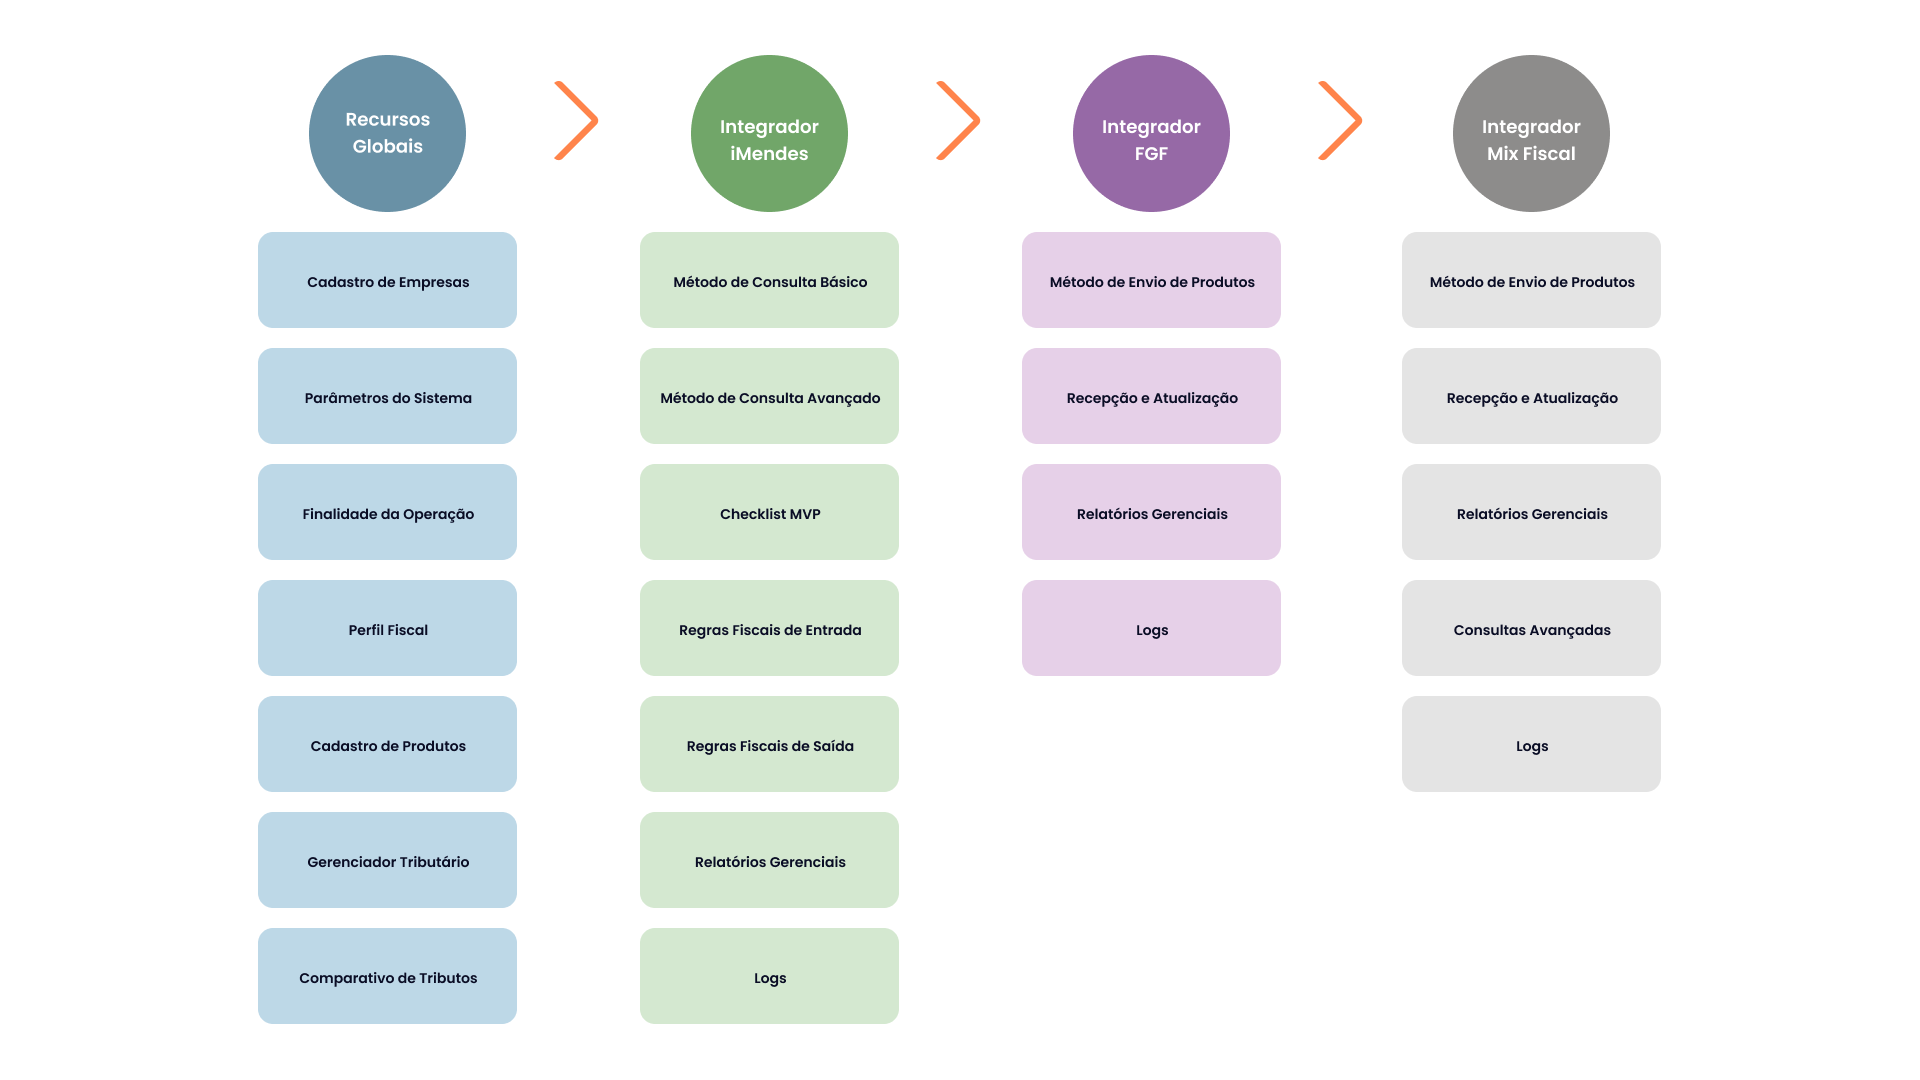 Recursos
Globais
Integrador
iMendes
Integrador
FGF
Integrador
Mix Fiscal
Cadastro de Empresas
Parâmetros do Sistema
Finalidade da Operação
Perfil Fiscal
Cadastro de Produtos
Gerenciador Tributário
Comparativo de Tributos
Método de Consulta Básico
Método de Consulta Avançado
Checklist MVP
Regras Fiscais de Entrada
Regras Fiscais de Saída
Relatórios Gerenciais
Logs
Método de Envio de Produtos
Recepção e Atualização
Relatórios Gerenciais
Logs
Método de Envio de Produtos
Recepção e Atualização
Relatórios Gerenciais
Consultas Avançadas
Logs